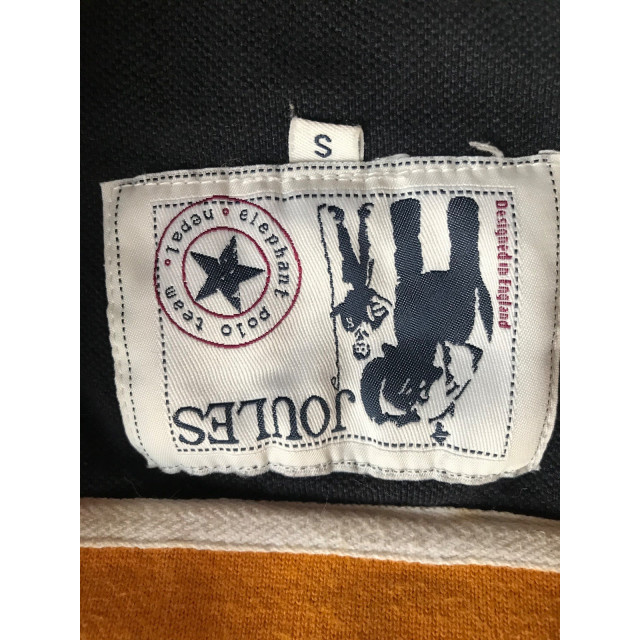 S
elephant polo team • nepal •
JOULES
Designed in England